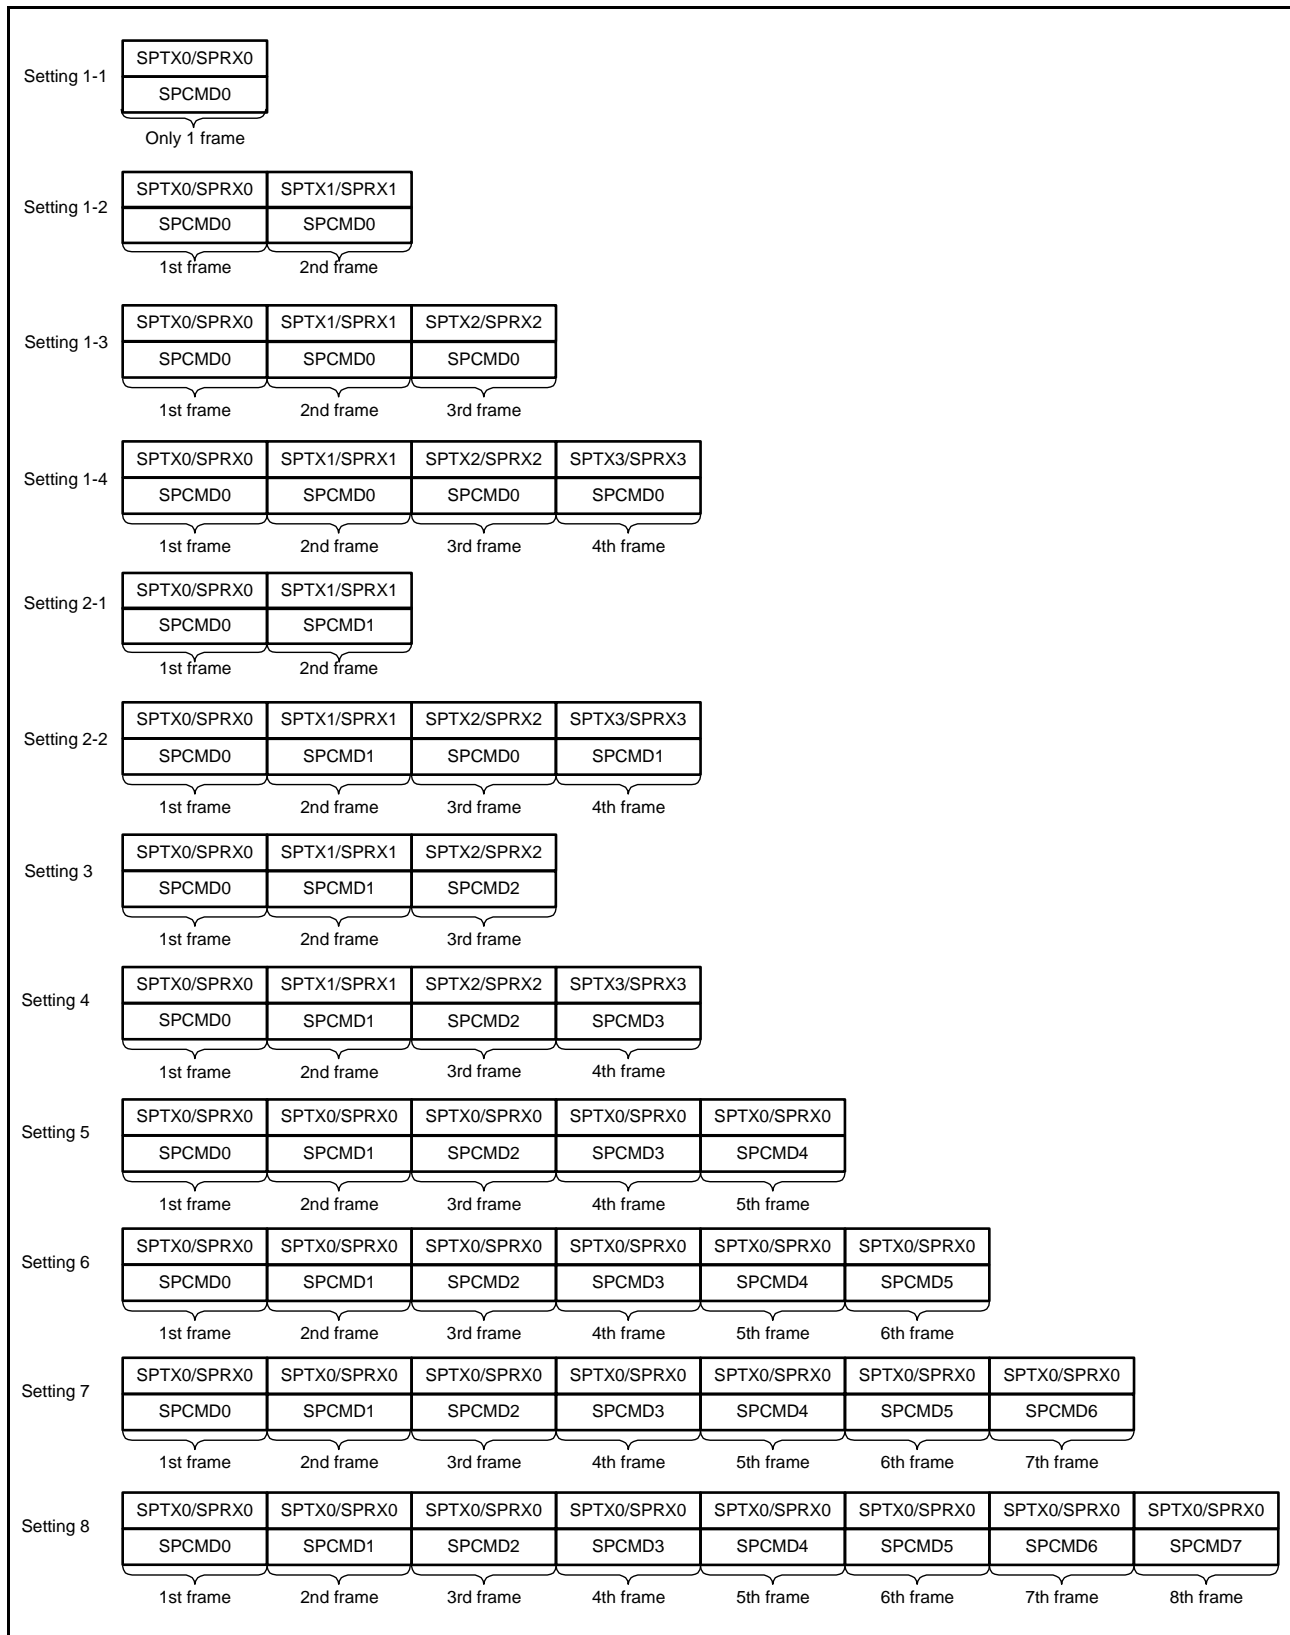 SPTX0/SPRX0
Setting 1-1
SPCMD0
Only 1 frame
SPTX0/SPRX0 SPTX1/SPRX1
Setting 1-2
SPCMD0 SPCMD0
1st frame 2nd frame
SPTX0/SPRX0 SPTX1/SPRX1 SPTX2/SPRX2
Setting 1-3
SPCMD0 SPCMD0 SPCMD0
1st frame 2nd frame 3rd frame
SPTX0/SPRX0 SPTX1/SPRX1 SPTX2/SPRX2 SPTX3/SPRX3
Setting 1-4
SPCMD0 SPCMD0 SPCMD0 SPCMD0
1st frame 2nd frame 3rd frame 4th frame
SPTX0/SPRX0 SPTX1/SPRX1
Setting 2-1
SPCMD0 SPCMD1
1st frame 2nd frame
SPTX0/SPRX0 SPTX1/SPRX1 SPTX2/SPRX2 SPTX3/SPRX3
Setting 2-2
SPCMD0 SPCMD1 SPCMD0 SPCMD1
1st frame 2nd frame 3rd frame 4th frame
SPTX0/SPRX0 SPTX1/SPRX1 SPTX2/SPRX2
Setting 3
SPCMD0 SPCMD1 SPCMD2
1st frame 2nd frame 3rd frame
SPTX0/SPRX0 SPTX1/SPRX1 SPTX2/SPRX2 SPTX3/SPRX3
Setting 4
SPCMD0 SPCMD1 SPCMD2 SPCMD3
1st frame 2nd frame 3rd frame 4th frame
SPTX0/SPRX0 SPTX0/SPRX0 SPTX0/SPRX0 SPTX0/SPRX0 SPTX0/SPRX0
Setting 5
SPCMD0 SPCMD1 SPCMD2 SPCMD3 SPCMD4
1st frame 2nd frame 3rd frame 4th frame 5th frame
SPTX0/SPRX0 SPTX0/SPRX0 SPTX0/SPRX0 SPTX0/SPRX0 SPTX0/SPRX0 SPTX0/SPRX0
Setting 6
SPCMD0 SPCMD1 SPCMD2 SPCMD3 SPCMD4 SPCMD5
1st frame 2nd frame 3rd frame 4th frame 5th frame 6th frame
SPTX0/SPRX0 SPTX0/SPRX0 SPTX0/SPRX0 SPTX0/SPRX0 SPTX0/SPRX0 SPTX0/SPRX0 SPTX0/SPRX0
Setting 7
SPCMD0 SPCMD1 SPCMD2 SPCMD3 SPCMD4 SPCMD5 SPCMD6
1st frame 2nd frame 3rd frame 4th frame 5th frame 6th frame 7th frame
SPTX0/SPRX0 SPTX0/SPRX0 SPTX0/SPRX0 SPTX0/SPRX0 SPTX0/SPRX0 SPTX0/SPRX0 SPTX0/SPRX0 SPTX0/SPRX0
Setting 8
SPCMD0 SPCMD1 SPCMD2 SPCMD3 SPCMD4 SPCMD5 SPCMD6 SPCMD7
1st frame 2nd frame 3rd frame 4th frame 5th frame 6th frame 7th frame 8th frame